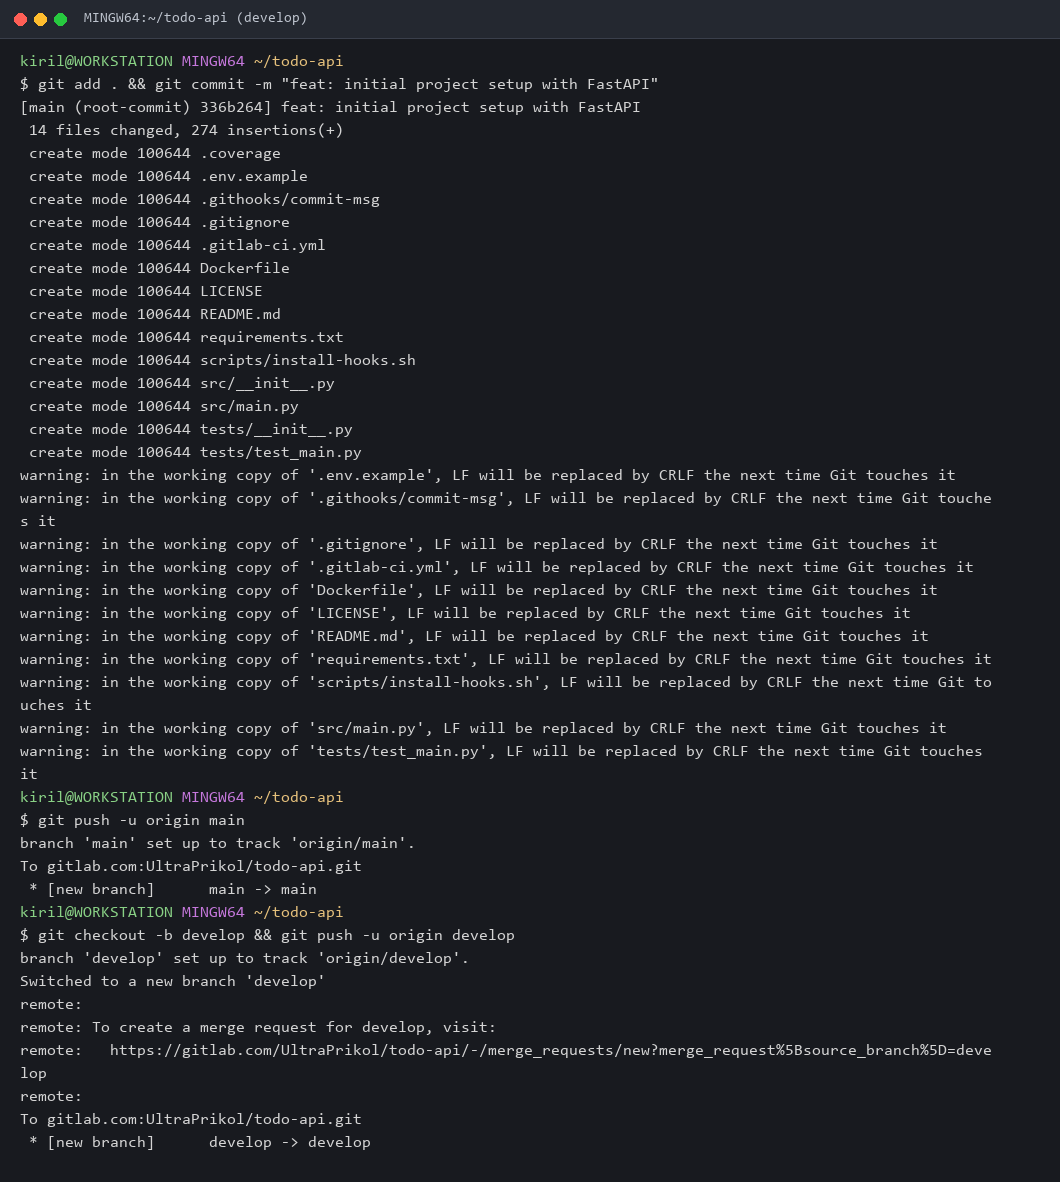 MINGW64:~/todo-api (develop)
kiril@WORKSTATION MINGW64 ~/todo-api
$ git add . && git commit -m "feat: initial project setup with FastAPI"
[main (root-commit) 336b264] feat: initial project setup with FastAPI
 14 files changed, 274 insertions(+)
 create mode 100644 .coverage
 create mode 100644 .env.example
 create mode 100644 .githooks/commit-msg
 create mode 100644 .gitignore
 create mode 100644 .gitlab-ci.yml
 create mode 100644 Dockerfile
 create mode 100644 LICENSE
 create mode 100644 README.md
 create mode 100644 requirements.txt
 create mode 100644 scripts/install-hooks.sh
 create mode 100644 src/__init__.py
 create mode 100644 src/main.py
 create mode 100644 tests/__init__.py
 create mode 100644 tests/test_main.py
warning: in the working copy of '.env.example', LF will be replaced by CRLF the next time Git touches it
warning: in the working copy of '.githooks/commit-msg', LF will be replaced by CRLF the next time Git touche
s it
warning: in the working copy of '.gitignore', LF will be replaced by CRLF the next time Git touches it
warning: in the working copy of '.gitlab-ci.yml', LF will be replaced by CRLF the next time Git touches it
warning: in the working copy of 'Dockerfile', LF will be replaced by CRLF the next time Git touches it
warning: in the working copy of 'LICENSE', LF will be replaced by CRLF the next time Git touches it
warning: in the working copy of 'README.md', LF will be replaced by CRLF the next time Git touches it
warning: in the working copy of 'requirements.txt', LF will be replaced by CRLF the next time Git touches it
warning: in the working copy of 'scripts/install-hooks.sh', LF will be replaced by CRLF the next time Git to
uches it
warning: in the working copy of 'src/main.py', LF will be replaced by CRLF the next time Git touches it
warning: in the working copy of 'tests/test_main.py', LF will be replaced by CRLF the next time Git touches
it
kiril@WORKSTATION MINGW64 ~/todo-api
$ git push -u origin main
branch 'main' set up to track 'origin/main'.
To gitlab.com:UltraPrikol/todo-api.git
 * [new branch]      main -> main
kiril@WORKSTATION MINGW64 ~/todo-api
$ git checkout -b develop && git push -u origin develop
branch 'develop' set up to track 'origin/develop'.
Switched to a new branch 'develop'
remote:
remote: To create a merge request for develop, visit:
remote:   https://gitlab.com/UltraPrikol/todo-api/-/merge_requests/new?merge_request%5Bsource_branch%5D=deve
lop
remote:
To gitlab.com:UltraPrikol/todo-api.git
 * [new branch]      develop -> develop